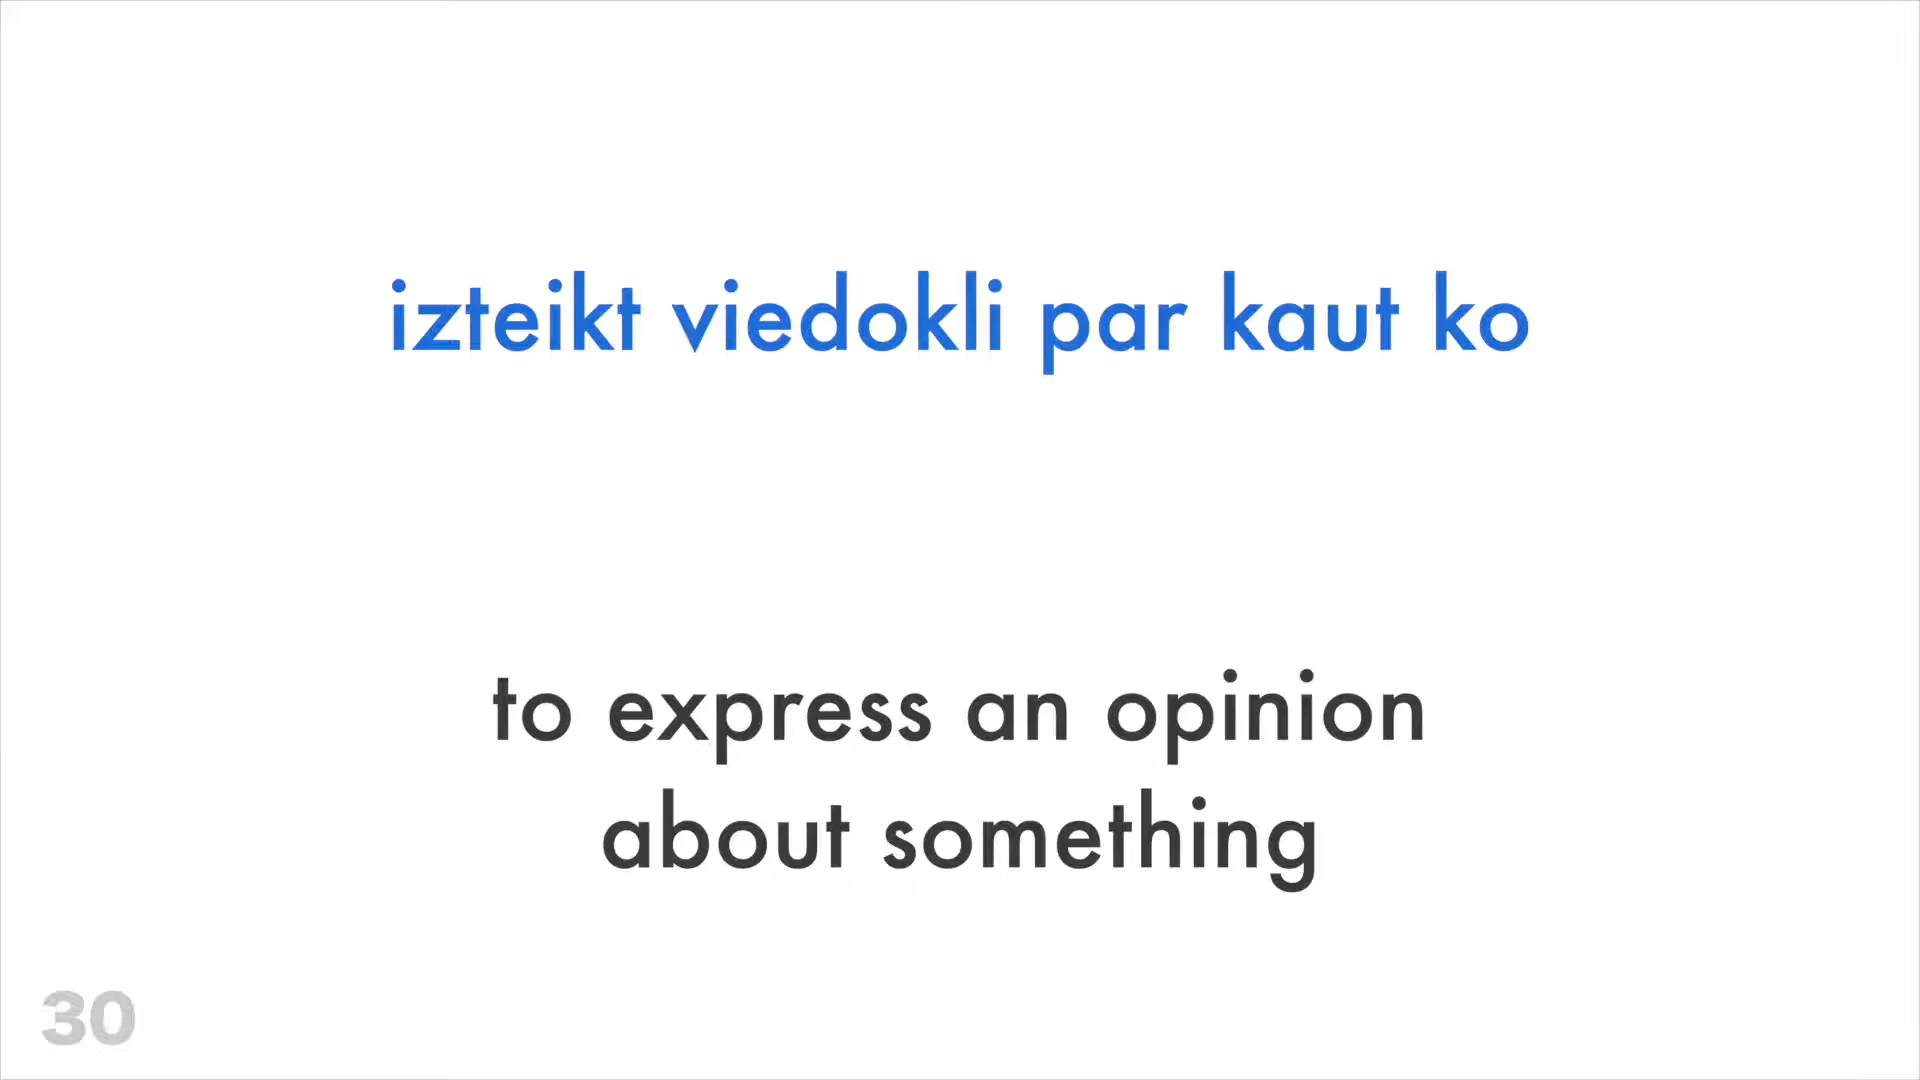 izteikt viedokli par kaut ko
to express an opinion
about something
30